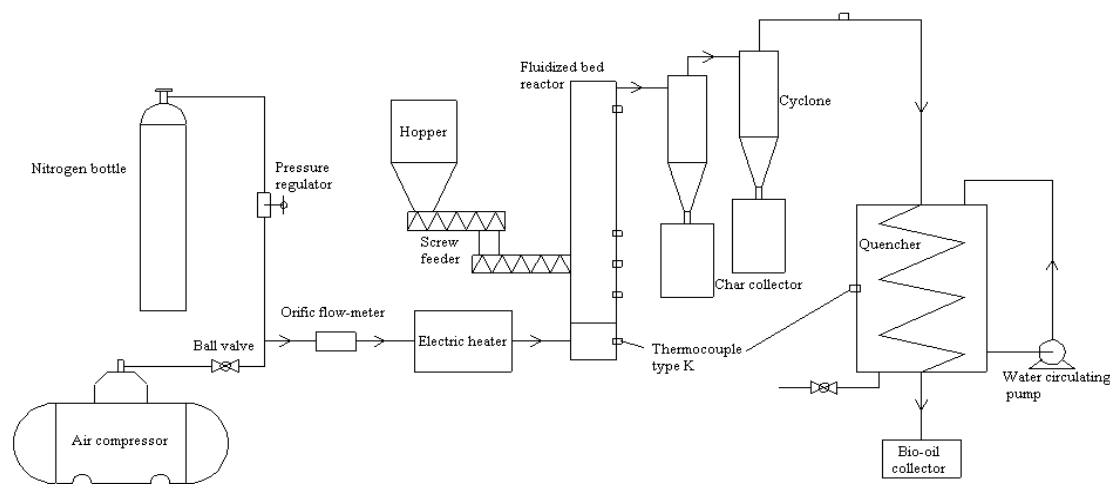 Fluidized bed
reactor
Cyclone
Hopper
Nitrogen bottle
Pressure
regulator
Screw
feeder
Quencher
Char collector
Orific flow-meter
Ball valve
Electric heater
Thermocouple
type K
Water circulating
pump
Air compressor
Bio-oil
collector